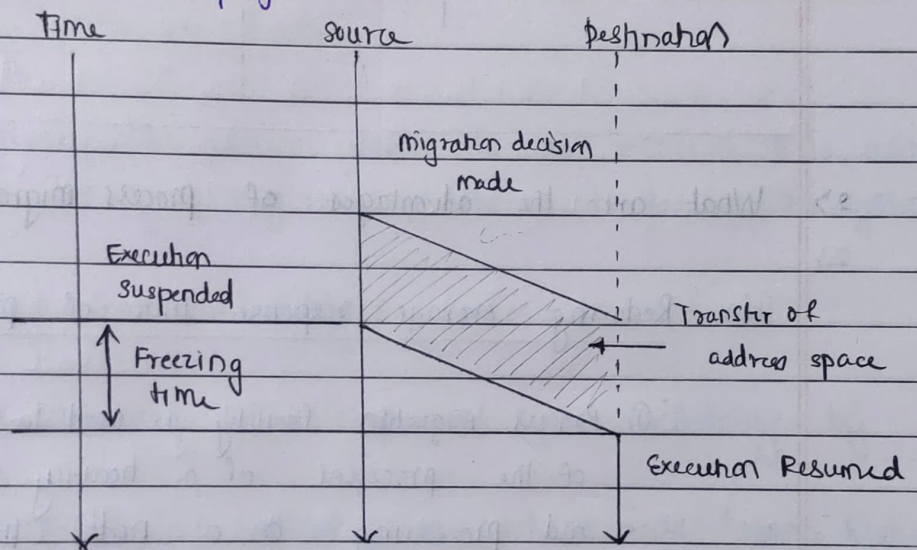 Time
source
Destination
migration decision
made
Execution
suspended
Transfer of
address space
Freezing
time
Execution Resumed